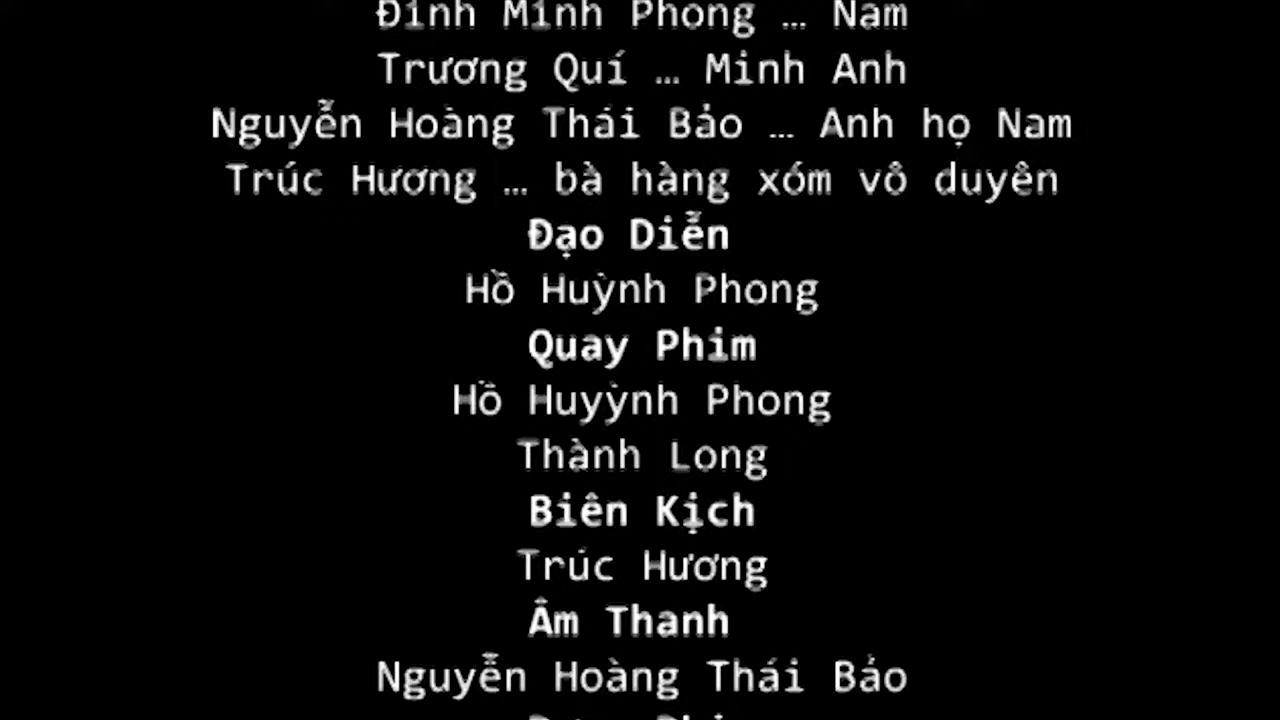 Đinh Minh Phong … Nam
Trương Quí … Minh Anh
Nguyễn Hoàng Thái Bảo … Anh họ Nam
Trúc Hương … bà hàng xóm vô duyên
Đạo Diễn
Hồ Huỳnh Phong
Quay Phim
Hồ Huyỳnh Phong
Thành Long
Biên Kịch
Trúc Hương
Âm Thanh
Nguyễn Hoàng Thái Bảo